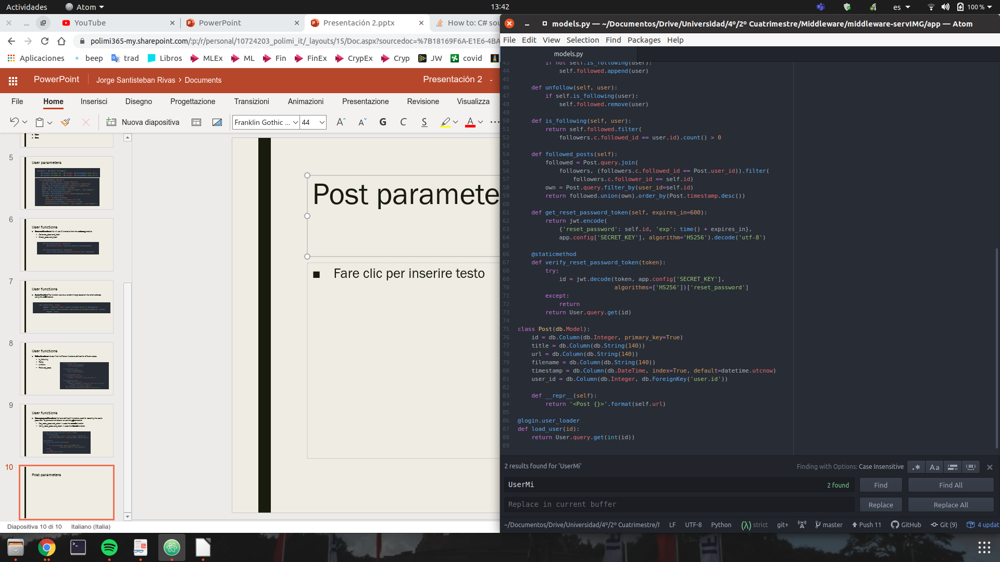 Actividades
Atom
13:42
es
100 %
YouTube
PowerPoint
Presentación 2.pptx
How to: C# sou
polimi365-my.sharepoint.com/:p:/r/personal/10724203_polimi_it/_layouts/15/Doc.aspx?sourcedoc=%7B18169F6A-E1E6-4BA
Aplicaciones
beep
trad
Libros
MLEx
ML
Fin
FinEx
CrypEx
Cryp
JW
covid
PowerPoint
Jorge Santisteban Rivas > Documents
Presentación 2 -
File
Home
Inserisci
Disegno
Progettazione
Transizioni
Animazioni
Presentazione
Revisione
Visualizza
Nuova diapositiva
Franklin Gothic ...
44
G
C
S
A
5
User parameters
6
User functions
Generate_password_hash
Check_password_hash
7
User functions
8
User functions
Is_following
Follow
Unfollow
Followed_posts
9
User functions
10
Post parameters
Post paramete
Fare clic per inserire testo
Diapositiva 10 di 10
Italiano (Italia)
models.py — ~/Documentos/Drive/Universidad/4º/2º Cuatrimestre/Middleware/middleware-servIMG/app — Atom
File Edit View Selection Find Packages Help
models.py
43 if not self.is_following(user):
44 self.followed.append(user)
45
46 def unfollow(self, user):
47 if self.is_following(user):
48 self.followed.remove(user)
49
50 def is_following(self, user):
51 return self.followed.filter(
52 followers.c.followed_id == user.id).count() > 0
53
54 def followed_posts(self):
55 followed = Post.query.join(
56 followers, (followers.c.followed_id == Post.user_id)).filter(
57 followers.c.follower_id == self.id)
58 own = Post.query.filter_by(user_id=self.id)
59 return followed.union(own).order_by(Post.timestamp.desc())
60
61 def get_reset_password_token(self, expires_in=600):
62 return jwt.encode(
63 {'reset_password': self.id, 'exp': time() + expires_in},
64 app.config['SECRET_KEY'], algorithm='HS256').decode('utf-8')
65
66 @staticmethod
67 def verify_reset_password_token(token):
68 try:
69 id = jwt.decode(token, app.config['SECRET_KEY'],
70 algorithms=['HS256'])['reset_password']
71 except:
72 return
73 return User.query.get(id)
74
75 class Post(db.Model):
76 id = db.Column(db.Integer, primary_key=True)
77 title = db.Column(db.String(140))
78 url = db.Column(db.String(140))
79 filename = db.Column(db.String(140))
80 timestamp = db.Column(db.DateTime, index=True, default=datetime.utcnow)
81 user_id = db.Column(db.Integer, db.ForeignKey('user.id'))
82
83 def __repr__(self):
84 return '<Post {}>'.format(self.url)
85
86 @login.user_loader
87 def load_user(id):
88 return User.query.get(int(id))
89
2 results found for 'UserMi'
Finding with Options: Case Insensitive
.*
Aa
UserMi
2 found
Find
Find All
Replace in current buffer
Replace
Replace All
~/Documentos/Drive/Universidad/4º/2º Cuatrimestre/M
LF
UTF-8
Python
(λ) strict
git+
master
Push 11
GitHub
Git (9)
4 updat